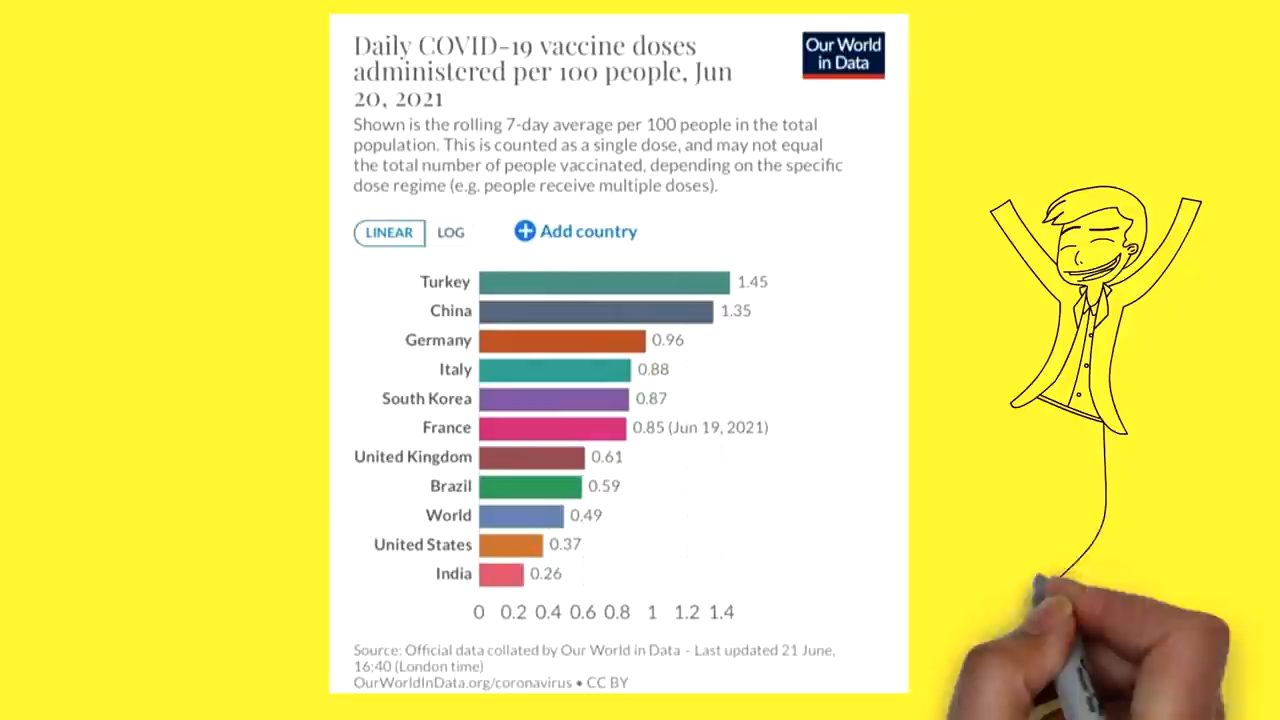 Daily COVID-19 vaccine doses
administered per 100 people, Jun
20, 2021
Our World
in Data
Shown is the rolling 7-day average per 100 people in the total
population. This is counted as a single dose, and may not equal
the total number of people vaccinated, depending on the specific
dose regime (e.g. people receive multiple doses).
LINEAR LOG Add country
Turkey 1.45
China 1.35
Germany 0.96
Italy 0.88
South Korea 0.87
France 0.85 (Jun 19, 2021)
United Kingdom 0.61
Brazil 0.59
World 0.49
United States 0.37
India 0.26
0 0.2 0.4 0.6 0.8 1 1.2 1.4
Source: Official data collated by Our World in Data - Last updated 21 June,
16:40 (London time)
OurWorldInData.org/coronavirus • CC BY